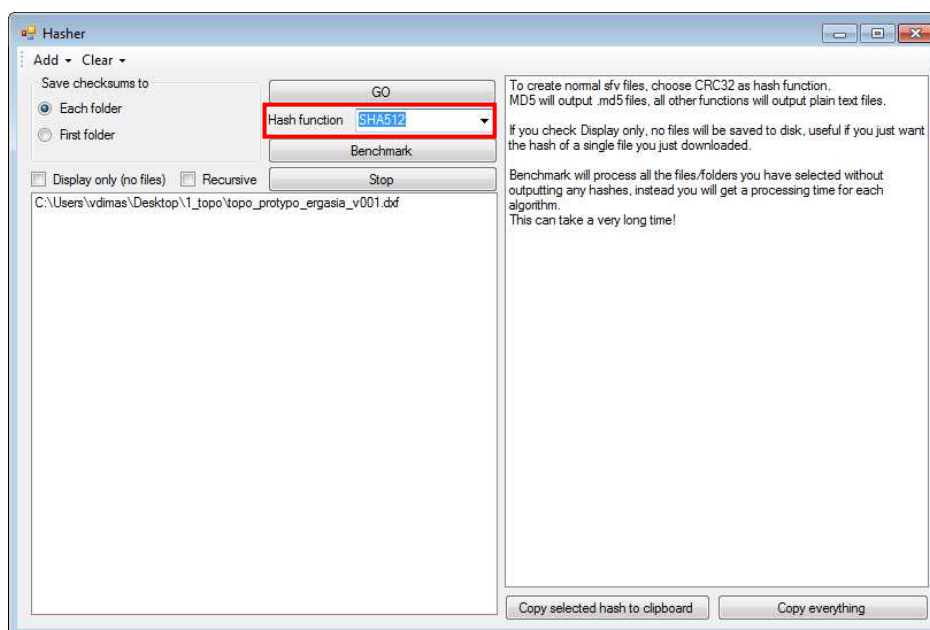 Hasher
Add Clear
Save checksums to
Each folder
First folder
GO
Hash function SHA512
Benchmark
Display only (no files) Recursive Stop
C:\Users\vdimas\Desktop\1_topo\topo_protypo_ergasia_v001.dxf
To create normal sfv files, choose CRC32 as hash function.
MD5 will output .md5 files, all other functions will output plain text files.
If you check Display only, no files will be saved to disk, useful if you just want
the hash of a single file you just downloaded.
Benchmark will process all the files/folders you have selected without
outputting any hashes, instead you will get a processing time for each
algorithm.
This can take a very long time!
Copy selected hash to clipboard Copy everything